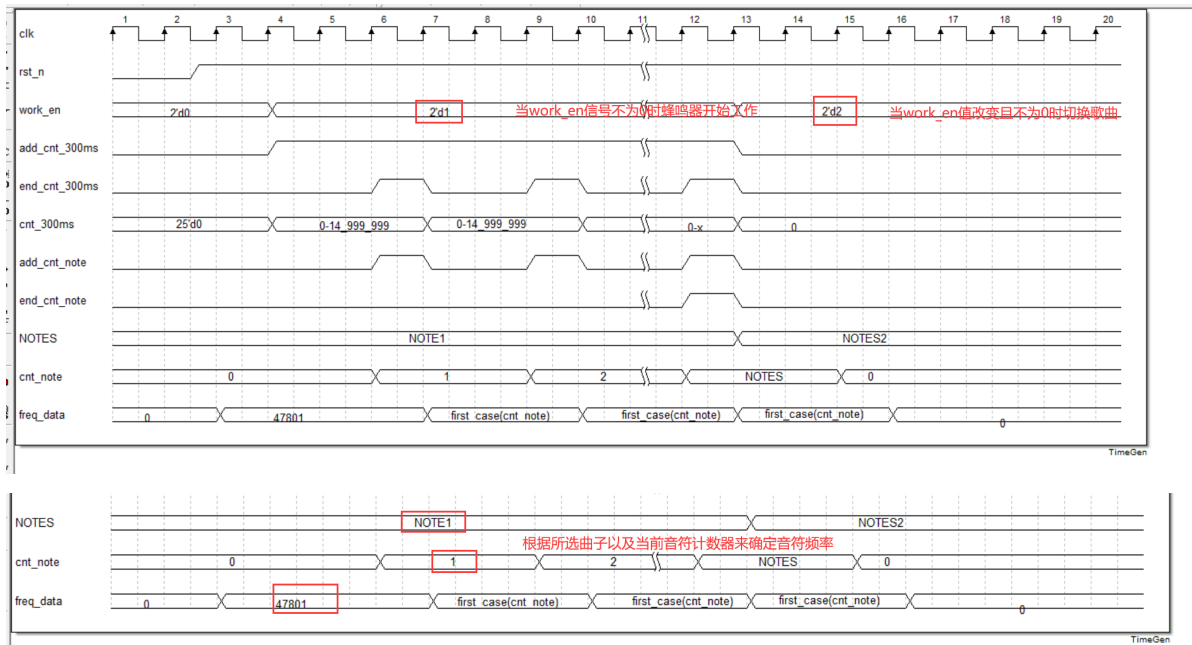 1 2 3 4 5 6 7 8 9 10 11 12 13 14 15 16 17 18 19 20
clk
rst_n
work_en 2'd0 2'd1 当work_en信号不为0时蜂鸣器开始工作 2'd2 当work_en值改变且不为0时切换歌曲
add_cnt_300ms
end_cnt_300ms
cnt_300ms 25'd0 0-14_999_999 0-14_999_999 0-x 0
add_cnt_note
end_cnt_note
NOTES NOTE1 NOTES2
cnt_note 0 1 2 NOTES 0
freq_data 0 47801 first_case(cnt_note) first_case(cnt_note) first_case(cnt_note) 0
TimeGen
NOTES NOTE1 NOTES2
根据所选曲子以及当前音符计数器来确定音符频率
cnt_note 0 1 2 NOTES 0
freq_data 0 47801 first_case(cnt_note) first_case(cnt_note) first_case(cnt_note) 0
TimeGen